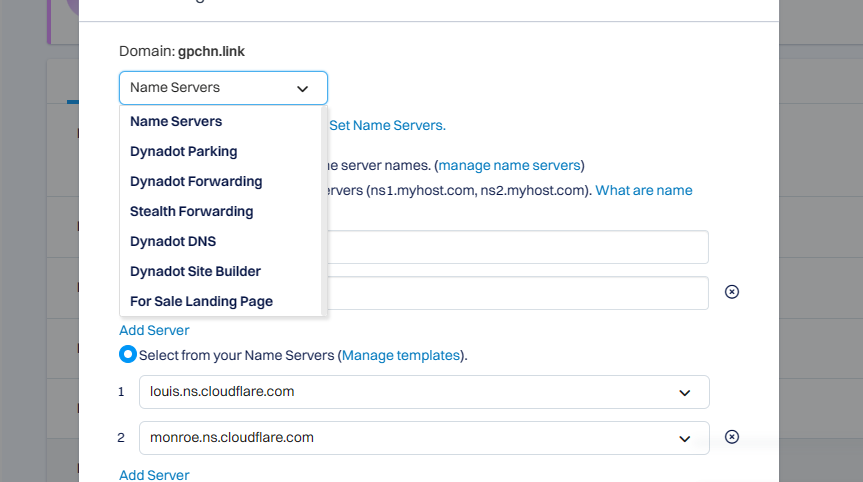 Domain: gpchn.link
Name Servers
Name Servers
Set Name Servers.
Dynadot Parking
server names. (manage name servers)
Dynadot Forwarding
(ns1.myhost.com, ns2.myhost.com). What are name
Stealth Forwarding
Dynadot DNS
Dynadot Site Builder
For Sale Landing Page
Add Server
Select from your Name Servers (Manage templates).
1 louis.ns.cloudflare.com
2 monroe.ns.cloudflare.com
Add Server